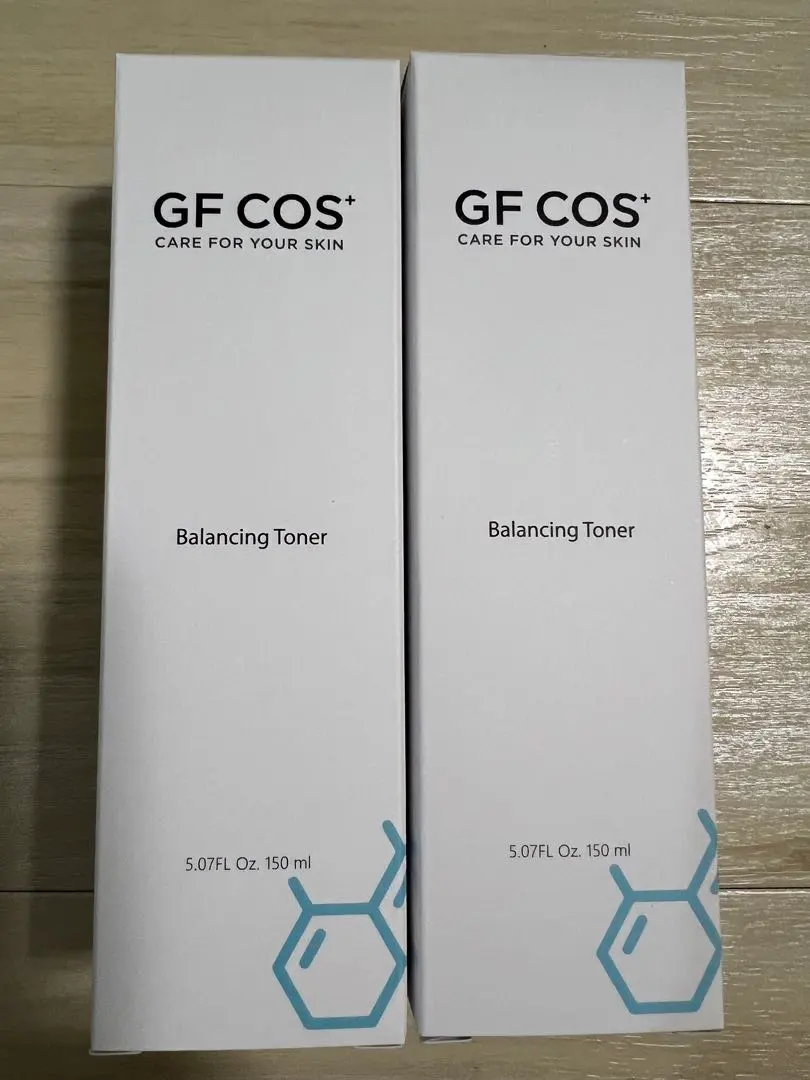 GF COS+
CARE FOR YOUR SKIN
Balancing Toner
5.07FL Oz. 150 ml
GF COS+
CARE FOR YOUR SKIN
Balancing Toner
5.07FL Oz. 150 ml